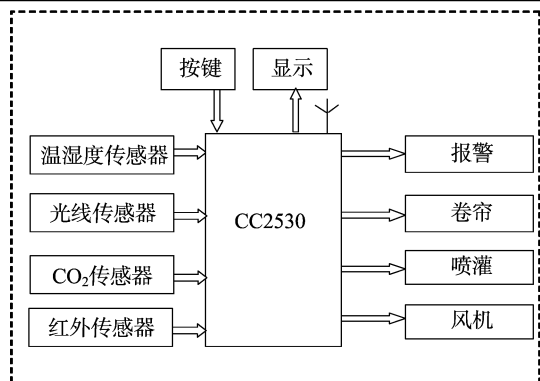 按键
显示
温湿度传感器
报警
光线传感器
CC2530
卷帘
CO₂传感器
喷灌
红外传感器
风机